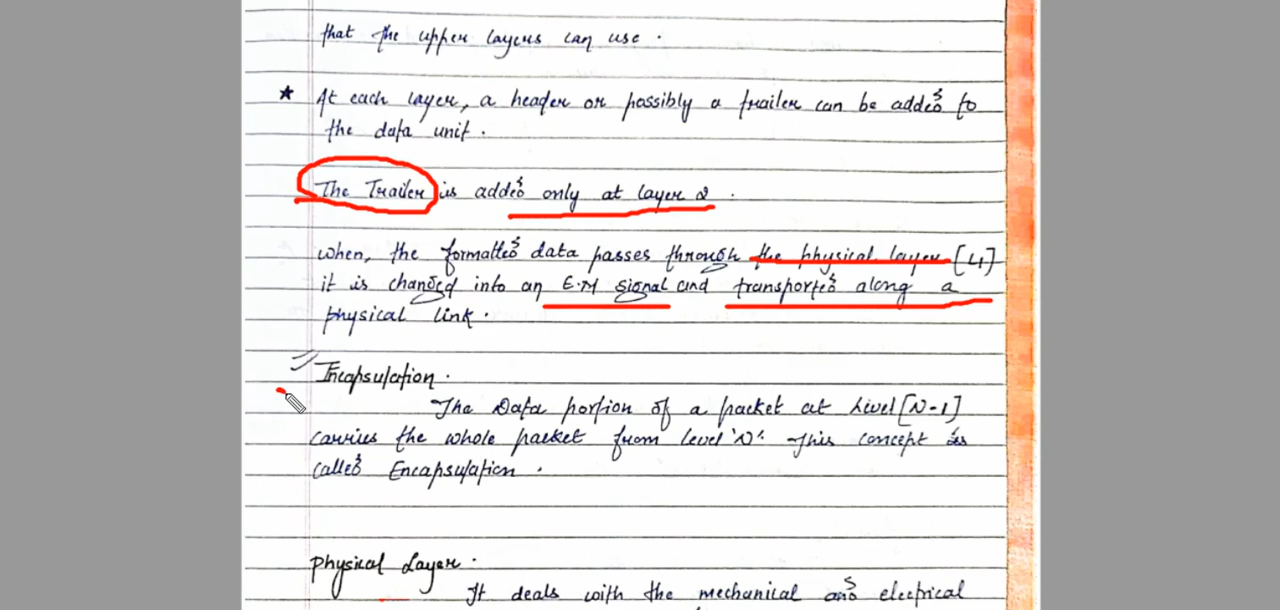 that the upper layers can use.
* At each layer, a header or possibly a trailer can be added to
the data unit.
The Trailer is added only at layer 2.
when, the formatted data passes through the physical layer [L1]
it is changed into an E.M signal and transported along a
physical link.
Incapsulation.
The Data portion of a packet at Level [N-1]
carries the whole packet from level 'N'. This concept is
called Encapsulation.
Physical Layer.
It deals with the mechanical and electrical